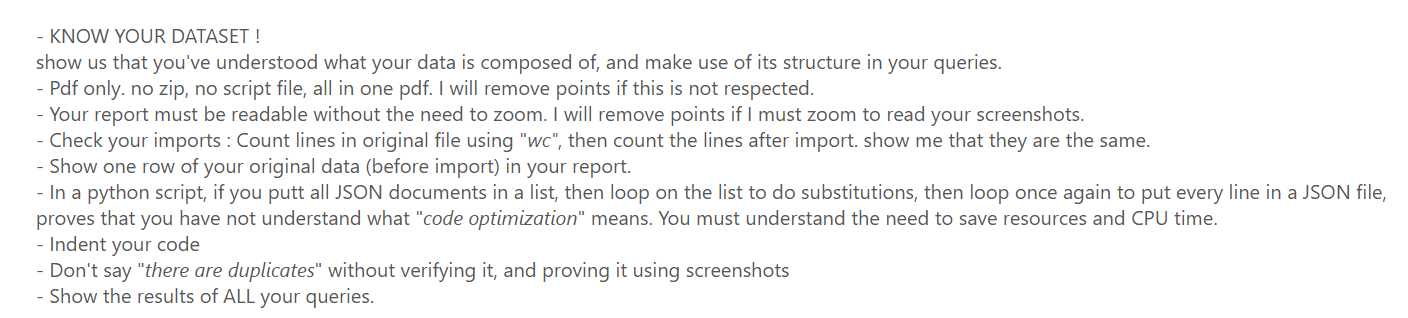 - KNOW YOUR DATASET !
show us that you've understood what your data is composed of, and make use of its structure in your queries.
- Pdf only. no zip, no script file, all in one pdf. I will remove points if this is not respected.
- Your report must be readable without the need to zoom. I will remove points if I must zoom to read your screenshots.
- Check your imports : Count lines in original file using "wc", then count the lines after import. show me that they are the same.
- Show one row of your original data (before import) in your report.
- In a python script, if you putt all JSON documents in a list, then loop on the list to do substitutions, then loop once again to put every line in a JSON file,
proves that you have not understand what "code optimization" means. You must understand the need to save resources and CPU time.
- Indent your code
- Don't say "there are duplicates" without verifying it, and proving it using screenshots
- Show the results of ALL your queries.